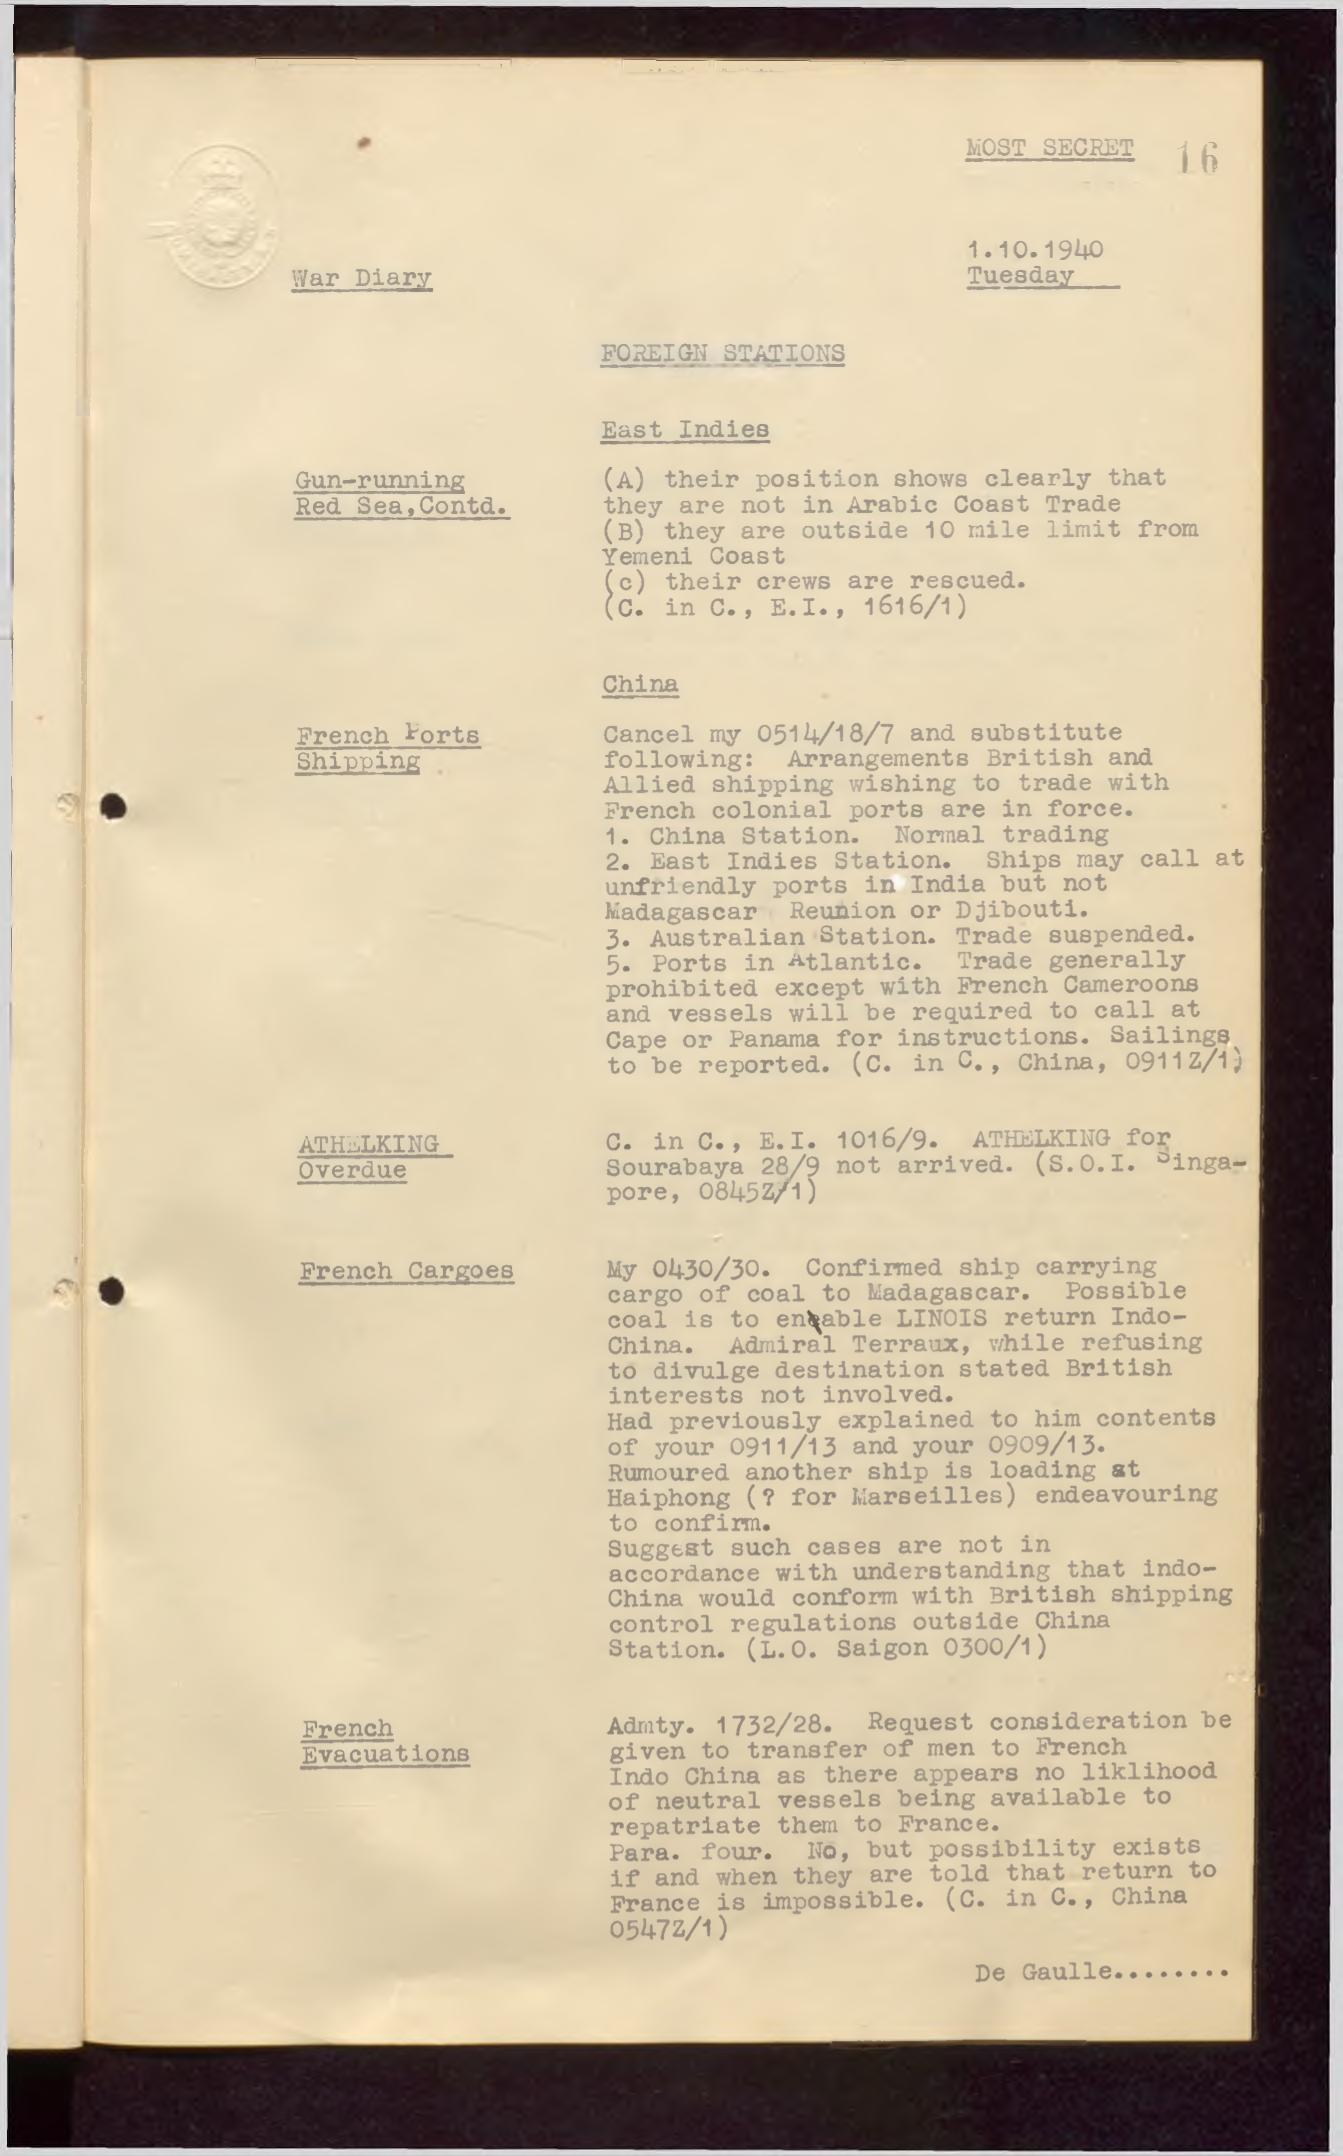 MOST SECRET 16
1.10.1940
War Diary Tuesday
FOREIGN STATIONS
East Indies
Gun-running
Red Sea, Contd.
(A) their position shows clearly that
they are not in Arabic Coast Trade
(B) they are outside 10 mile limit from
Yemeni Coast
(c) their crews are rescued.
(C. in C., E.I., 1616/1)
China
French Ports
Shipping
Cancel my 0514/18/7 and substitute
following: Arrangements British and
Allied shipping wishing to trade with
French colonial ports are in force.
1. China Station. Normal trading
2. East Indies Station. Ships may call at
unfriendly ports in India but not
Madagascar Reunion or Djibouti.
3. Australian Station. Trade suspended.
5. Ports in Atlantic. Trade generally
prohibited except with French Cameroons
and vessels will be required to call at
Cape or Panama for instructions. Sailings
to be reported. (C. in C., China, 0911Z/1)
ATHELKING
Overdue
C. in C., E.I. 1016/9. ATHELKING for
Sourabaya 28/9 not arrived. (S.O.I. Singa-
pore, 0845Z/1)
French Cargoes
My 0430/30. Confirmed ship carrying
cargo of coal to Madagascar. Possible
coal is to enable LINOIS return Indo-
China. Admiral Terraux, while refusing
to divulge destination stated British
interests not involved.
Had previously explained to him contents
of your 0911/13 and your 0909/13.
Rumoured another ship is loading at
Haiphong (? for Marseilles) endeavouring
to confirm.
Suggest such cases are not in
accordance with understanding that indo-
China would conform with British shipping
control regulations outside China
Station. (L.O. Saigon 0300/1)
French
Evacuations
Admty. 1732/28. Request consideration be
given to transfer of men to French
Indo China as there appears no liklihood
of neutral vessels being available to
repatriate them to France.
Para. four. No, but possibility exists
if and when they are told that return to
France is impossible. (C. in C., China
0547Z/1)
De Gaulle........